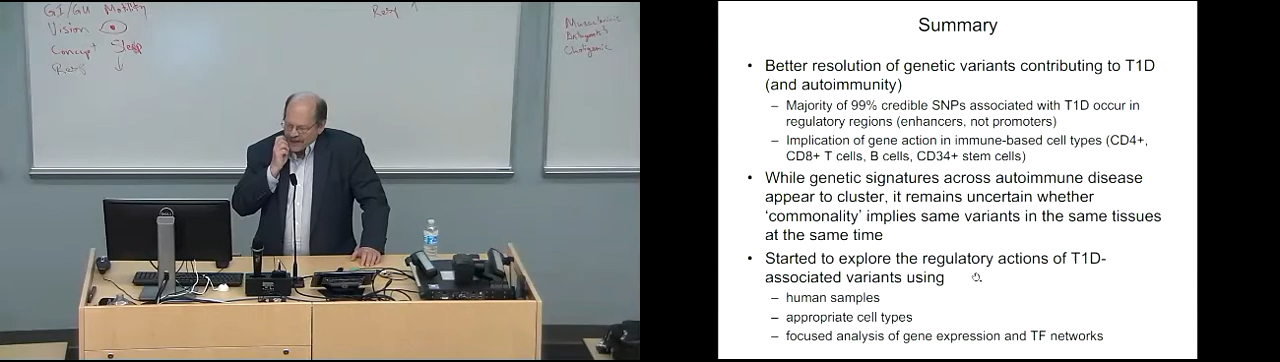 GI/GU Motility
Vision
Concept Sleep
Resp
Resp ↑
Muscarinic
Cholinergic
Summary
• Better resolution of genetic variants contributing to T1D
(and autoimmunity)
– Majority of 99% credible SNPs associated with T1D occur in
regulatory regions (enhancers, not promoters)
– Implication of gene action in immune-based cell types (CD4+,
CD8+ T cells, B cells, CD34+ stem cells)
• While genetic signatures across autoimmune disease
appear to cluster, it remains uncertain whether
‘commonality’ implies same variants in the same tissues
at the same time
• Started to explore the regulatory actions of T1D-
associated variants using
– human samples
– appropriate cell types
– focused analysis of gene expression and TF networks